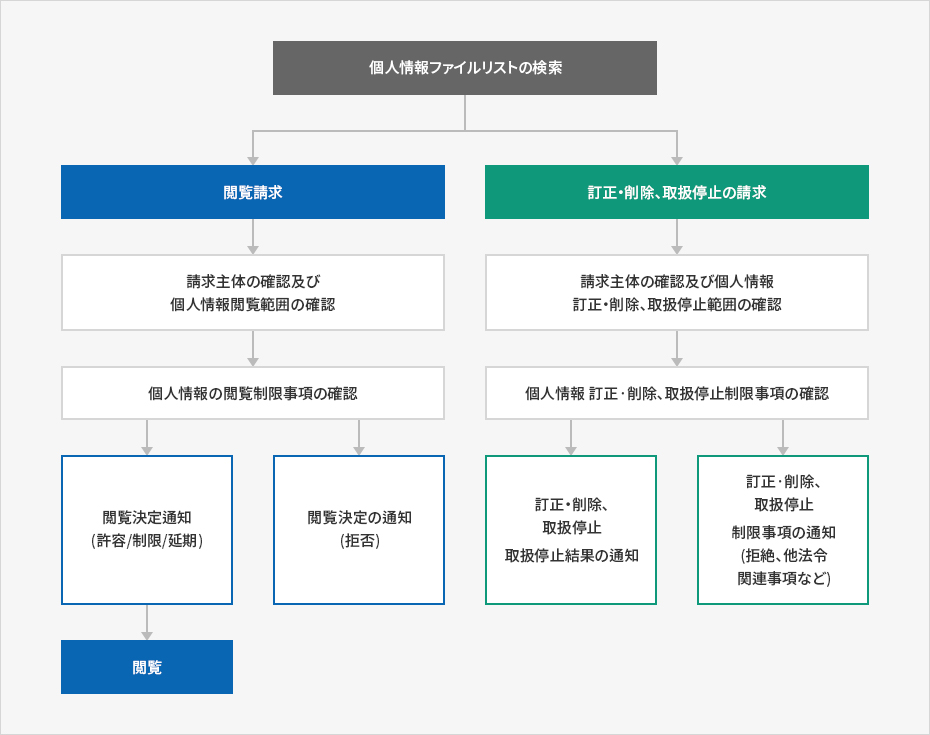 個人情報ファイルリストの検索
閲覧請求
訂正・削除、取扱停止の請求
請求主体の確認及び
個人情報閲覧範囲の確認
請求主体の確認及び個人情報
訂正・削除、取扱停止範囲の確認
個人情報の閲覧制限事項の確認
個人情報 訂正·削除、取扱停止制限事項の確認
閲覧決定通知
(許容/制限/延期)
閲覧決定の通知
(拒否)
訂正・削除、
取扱停止
取扱停止結果の通知
訂正·削除、
取扱停止
制限事項の通知
(拒絶、他法令
関連事項など)
閲覧